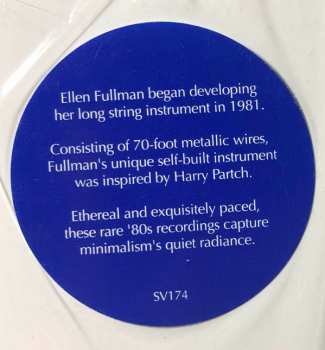 Ellen Fullman began developing
her long string instrument in 1981.
Consisting of 70-foot metallic wires,
Fullman's unique self-built instrument
was inspired by Harry Partch.
Ethereal and exquisitely paced,
these rare '80s recordings capture
minimalism's quiet radiance.
SV174